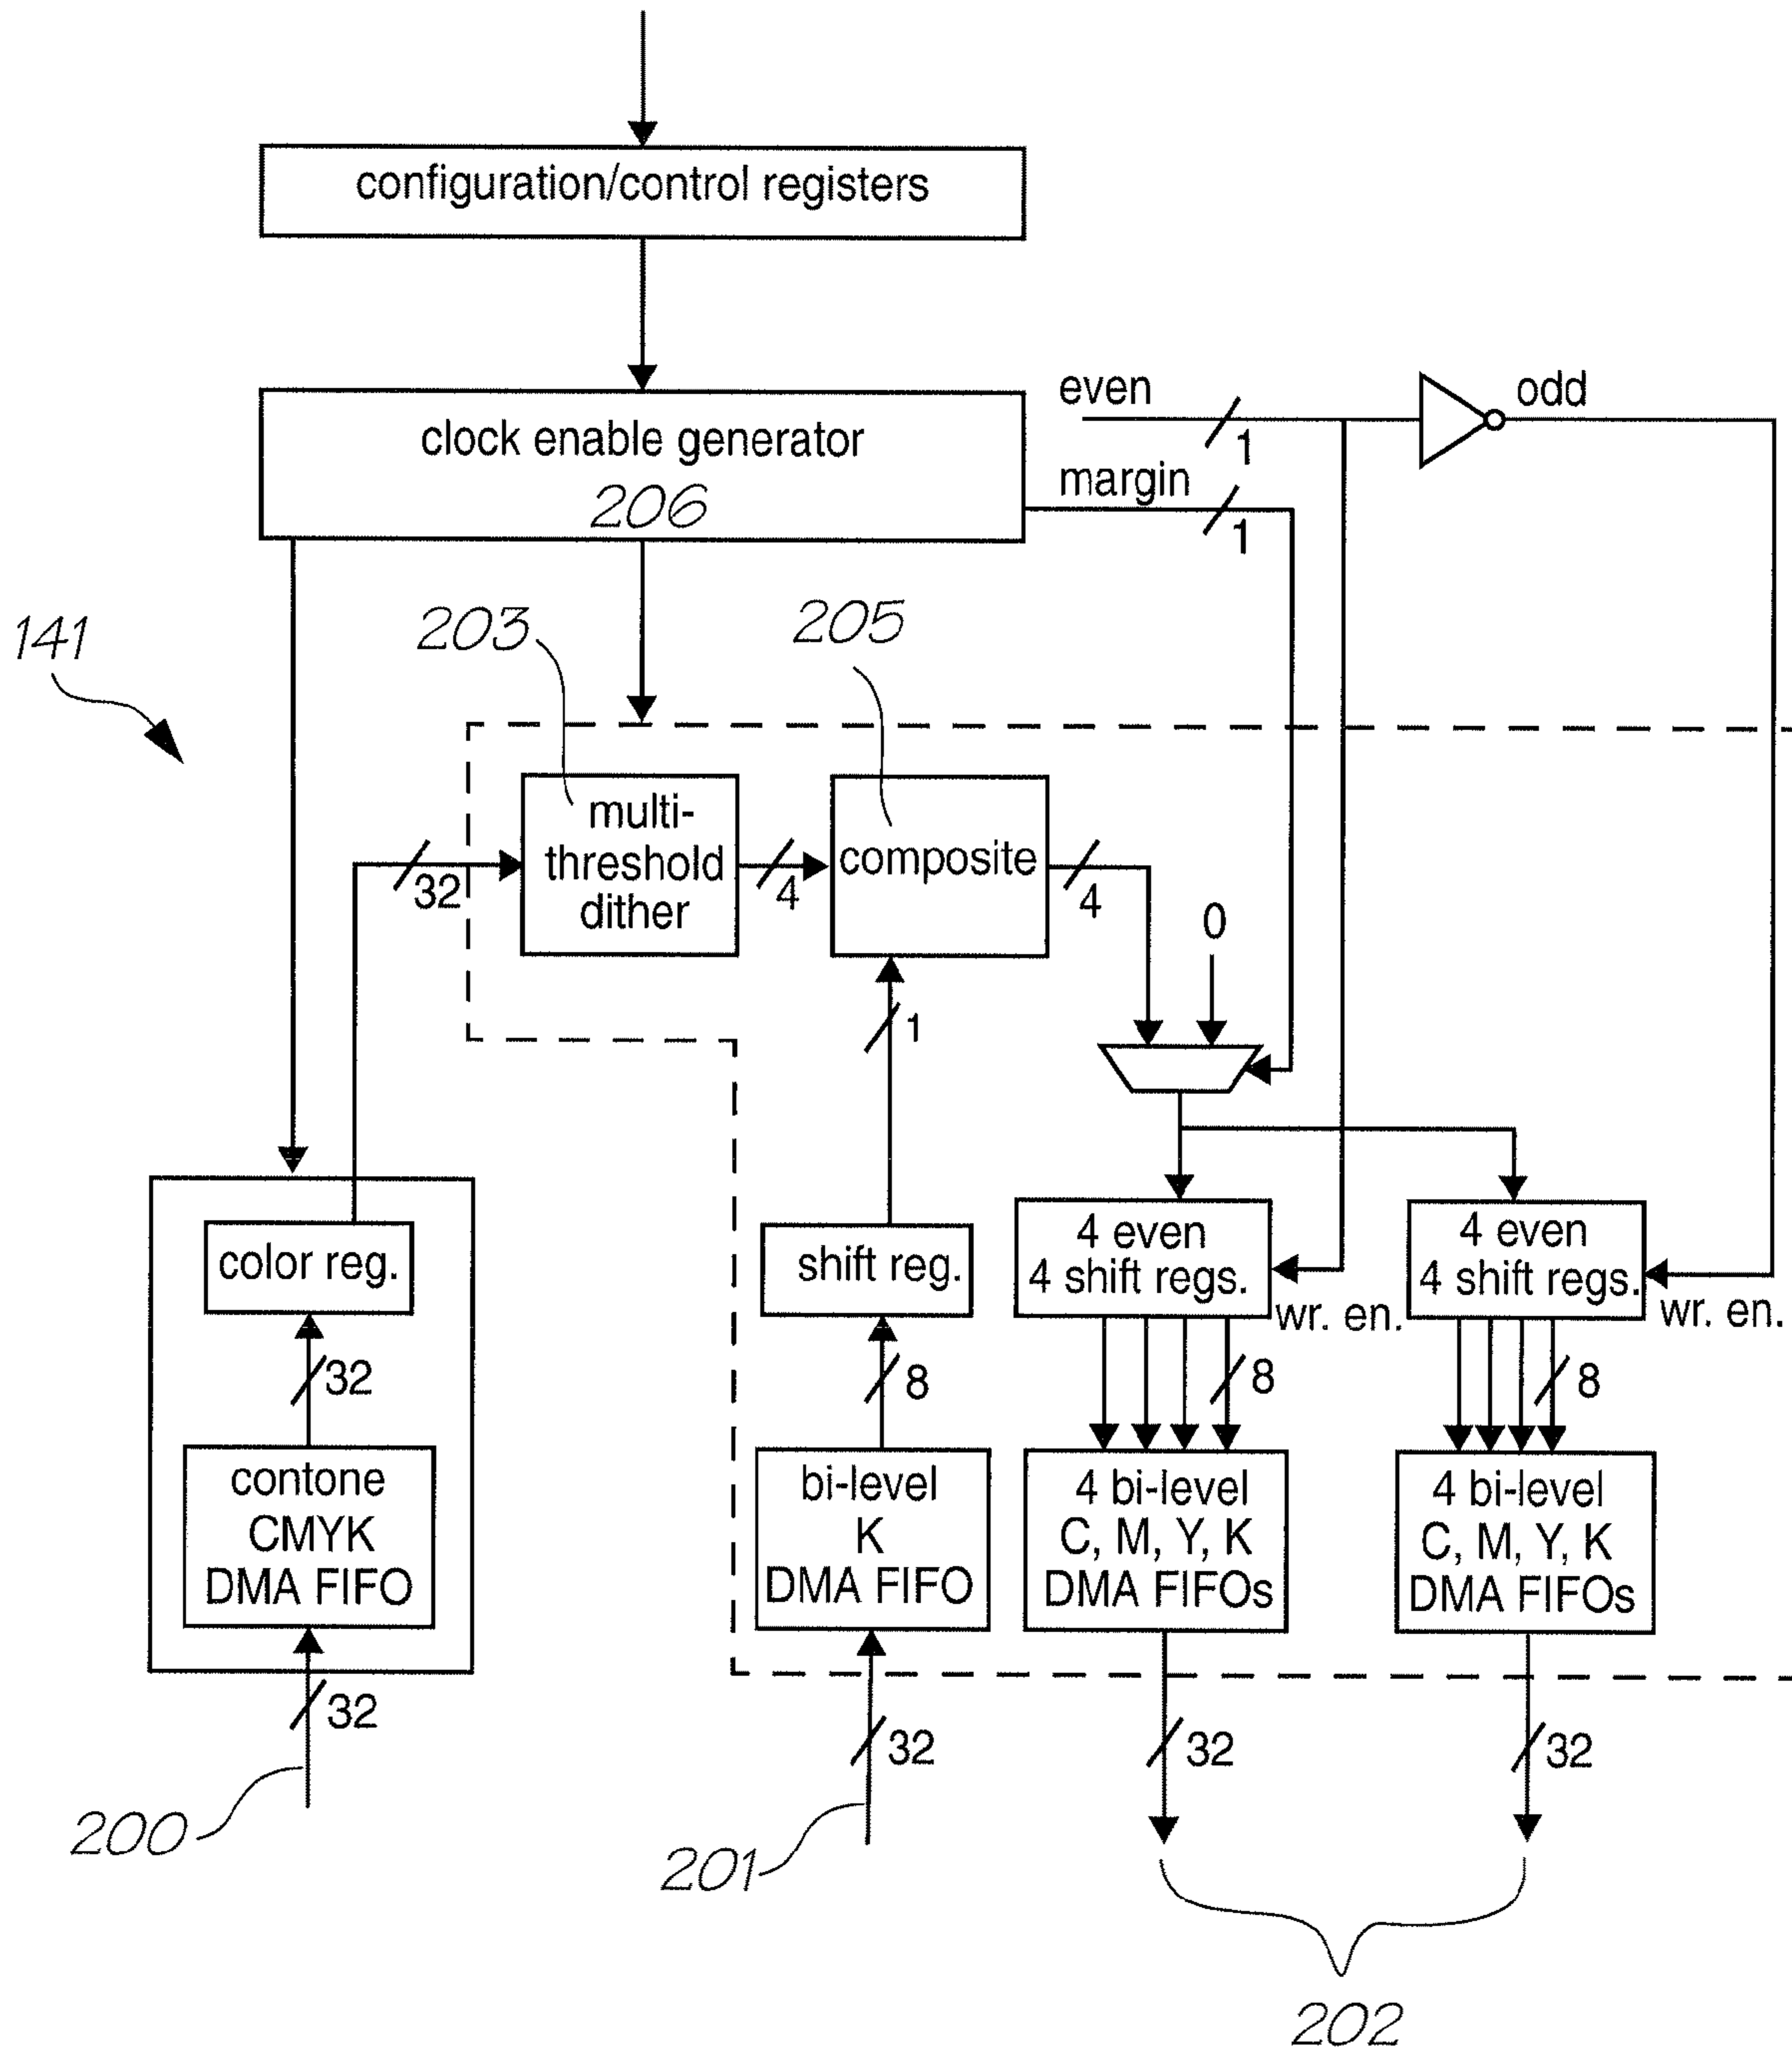 configuration/control registers
even
odd
clock enable generator
206
1
margin
1
141
203
205
multi-
threshold
dither
composite
32
4
4
0
1
color reg.
shift reg.
4 even
4 shift regs.
wr. en.
4 even
4 shift regs.
wr. en.
32
8
8
8
contone
CMYK
DMA FIFO
bi-level
K
DMA FIFO
4 bi-level
C, M, Y, K
DMA FIFOs
4 bi-level
C, M, Y, K
DMA FIFOs
32
32
32
32
200
201
202